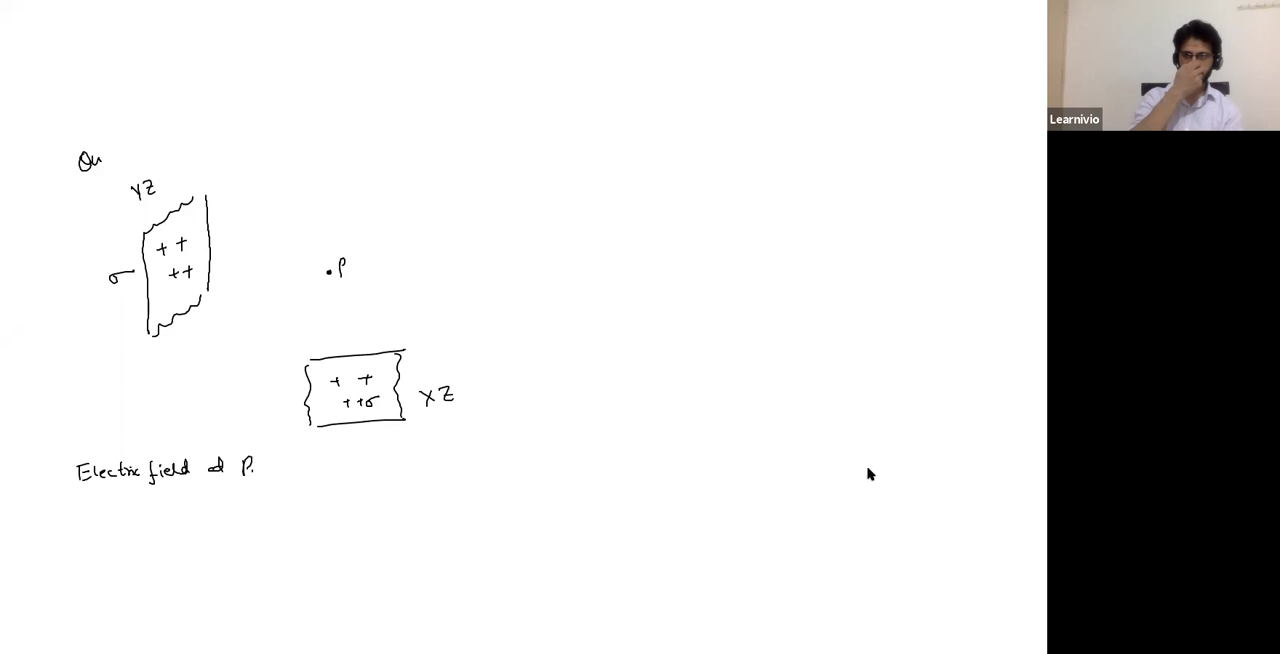 Qu
YZ
+ +
σ
++
.P
+ +
++σ
XZ
Electric field at P.
Learnivio